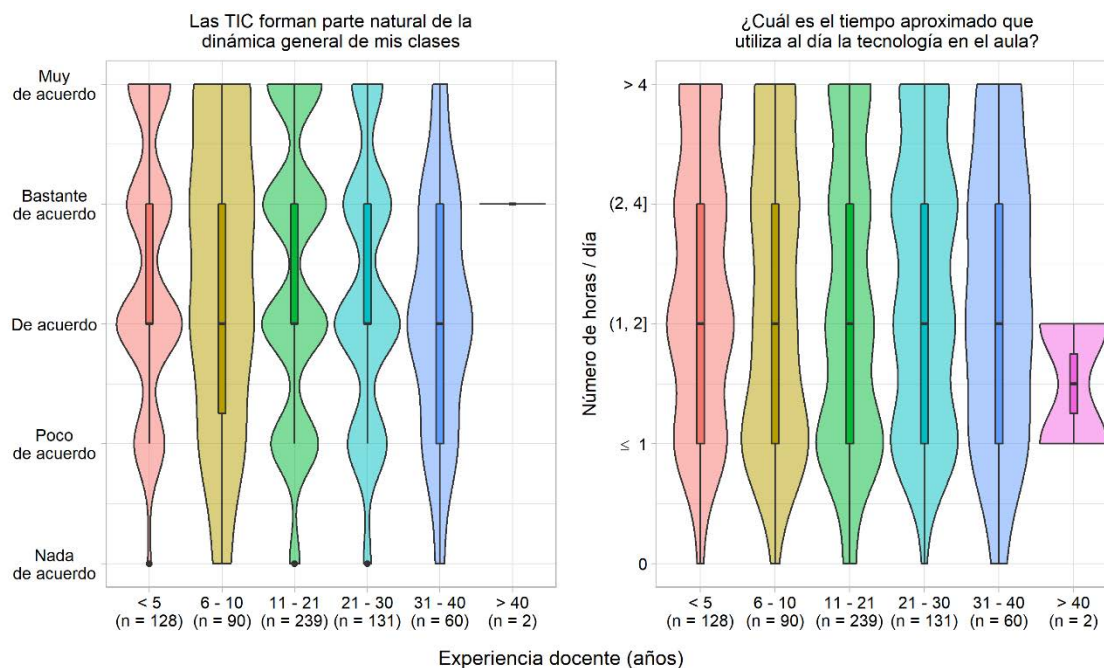 Las TIC forman parte natural de la
dinámica general de mis clases
Muy
de acuerdo
Bastante
de acuerdo
De acuerdo
Poco
de acuerdo
Nada
de acuerdo
< 5
(n = 128)
6 - 10
(n = 90)
11 - 21
(n = 239)
21 - 30
(n = 131)
31 - 40
(n = 60)
> 40
(n = 2)
¿Cuál es el tiempo aproximado que
utiliza al día la tecnología en el aula?
Número de horas / día
> 4
(2, 4]
(1, 2]
≤ 1
0
< 5
(n = 128)
6 - 10
(n = 90)
11 - 21
(n = 239)
21 - 30
(n = 131)
31 - 40
(n = 60)
> 40
(n = 2)
Experiencia docente (años)